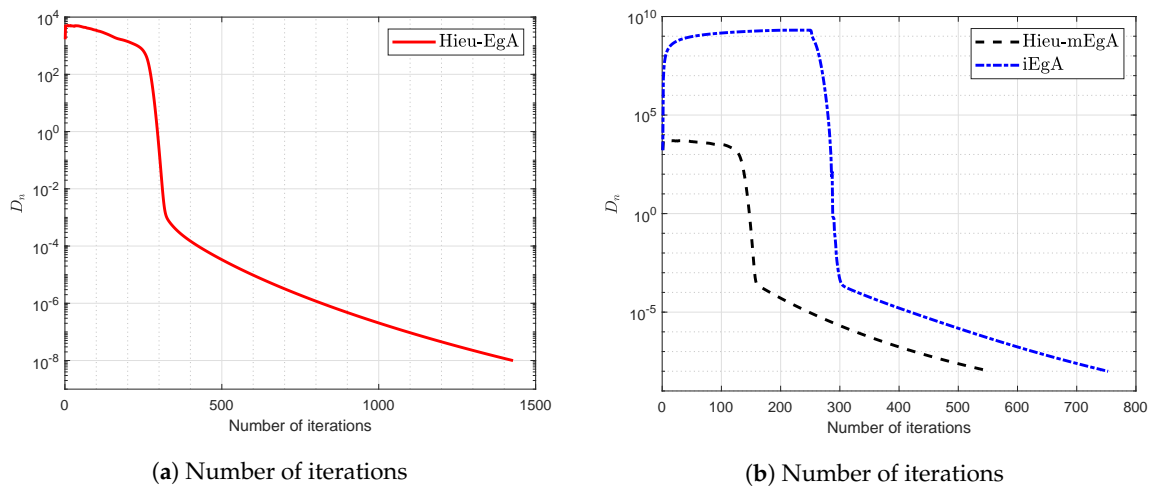 10^4
10^2
10^0
10^-2
10^-4
10^-6
10^-8
D_n
Hieu-EgA
0 500 1000 1500
Number of iterations
(a) Number of iterations
10^10
10^5
10^0
10^-5
D_n
Hieu-mEgA
iEgA
0 100 200 300 400 500 600 700 800
Number of iterations
(b) Number of iterations